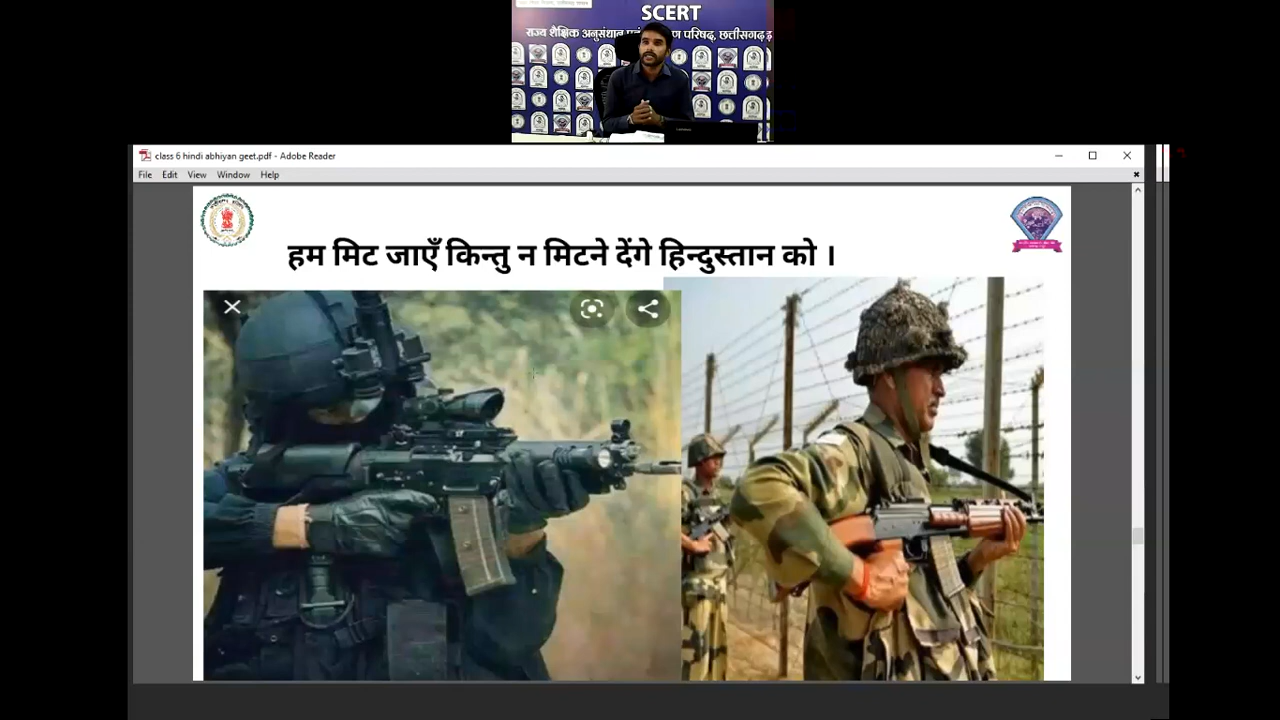 SCERT
राज्य शैक्षिक अनुसंधान परिषद्, छत्तीसगढ़
class 6 hindi abhiyan geet.pdf - Adobe Reader
File Edit View Window Help
हम मिट जाएँ किन्तु न मिटने देंगे हिन्दुस्तान को ।